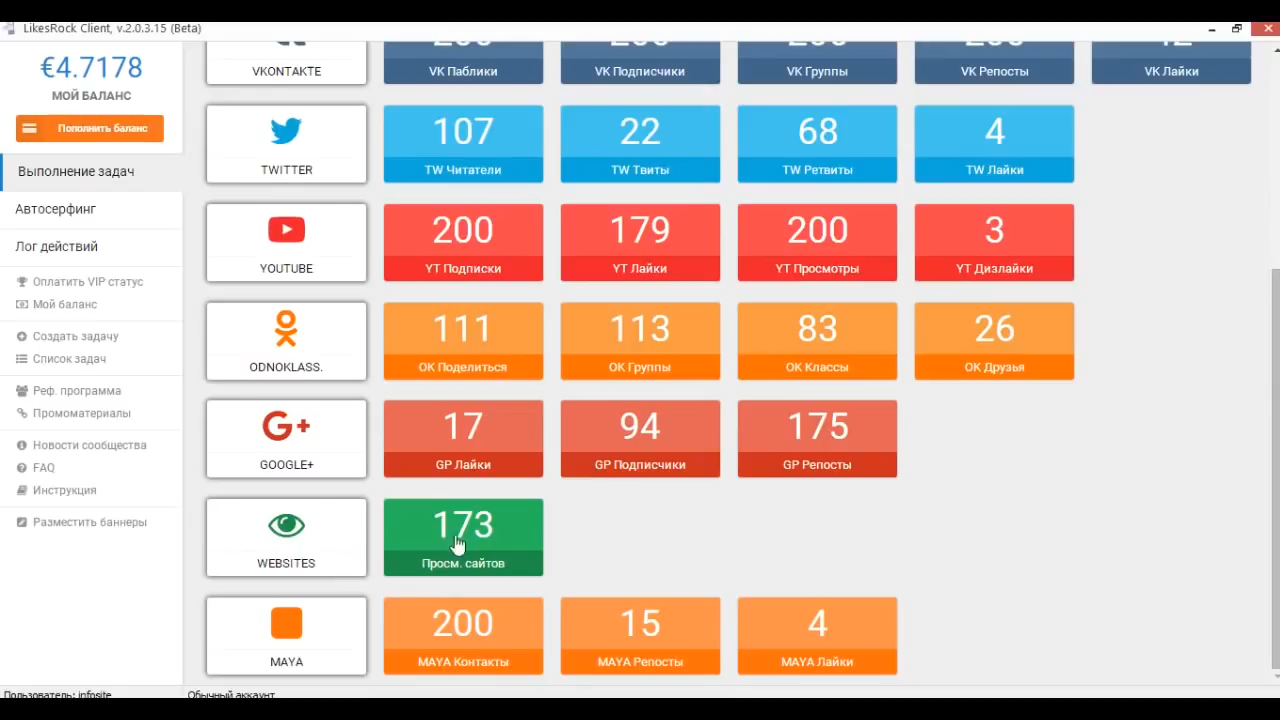 LikesRock Client, v.2.0.3.15 (Beta)
€4.7178
МОЙ БАЛАНС
Пополнить баланс
Выполнение задач
Автосерфинг
Лог действий
Оплатить VIP статус
Мой баланс
Создать задачу
Список задач
Реф. программа
Промоматериалы
Новости сообщества
FAQ
Инструкция
Разместить баннеры
VKONTAKTE
VK Паблики
VK Подписчики
VK Группы
VK Репосты
VK Лайки
TWITTER
107
TW Читатели
22
TW Твиты
68
TW Ретвиты
4
TW Лайки
YOUTUBE
200
YT Подписки
179
YT Лайки
200
YT Просмотры
3
YT Дизлайки
ODNOKLASS.
111
OK Поделиться
113
OK Группы
83
OK Классы
26
OK Друзья
G+
GOOGLE+
17
GP Лайки
94
GP Подписчики
175
GP Репосты
WEBSITES
173
Просм. сайтов
MAYA
200
MAYA Контакты
15
MAYA Репосты
4
MAYA Лайки
Пользователь: infosite
Обычный аккаунт